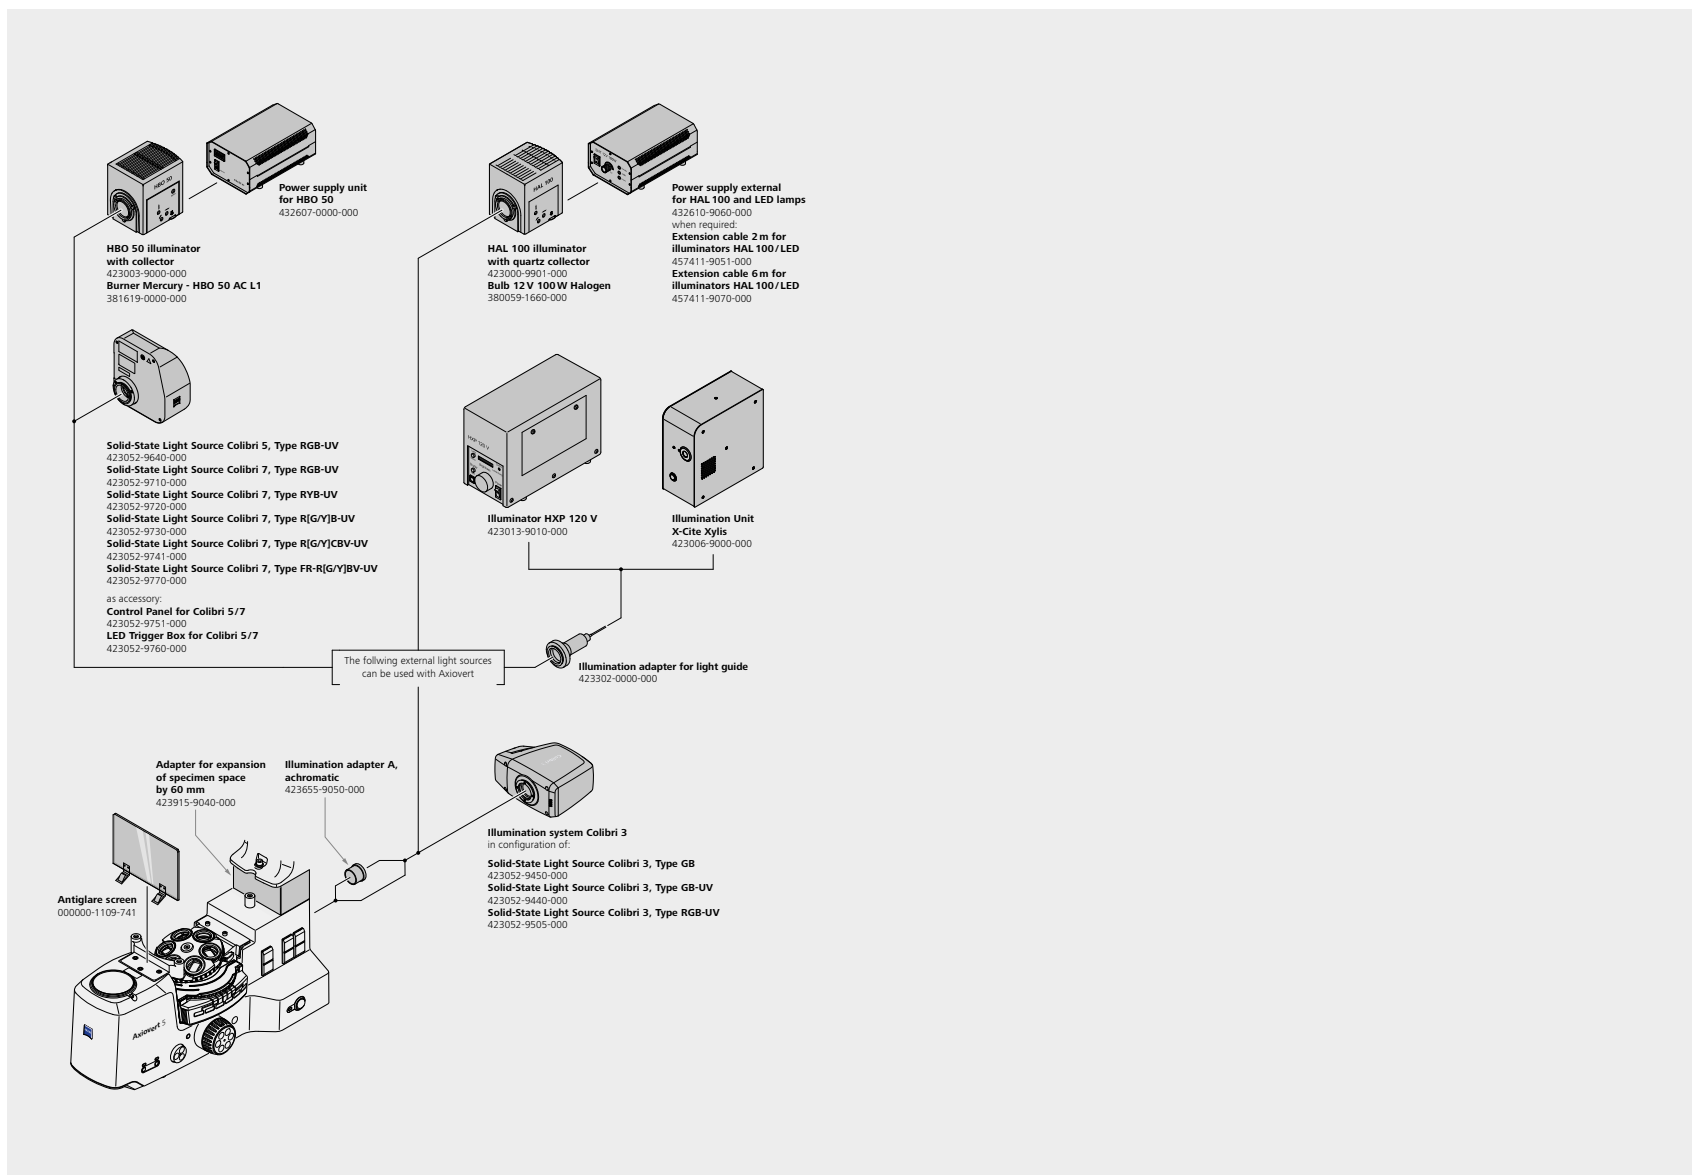 HBO 50
Power supply unit
for HBO 50
432607-0000-000
HBO 50 illuminator
with collector
423003-9000-000
Burner Mercury - HBO 50 AC L1
381619-0000-000
HAL 100
Power supply external
for HAL 100 and LED lamps
432610-9060-000
when required:
Extension cable 2 m for
illuminators HAL 100/LED
457411-9051-000
Extension cable 6 m for
illuminators HAL 100/LED
457411-9070-000
HAL 100 illuminator
with quartz collector
423000-9901-000
Bulb 12 V 100 W Halogen
380059-1660-000
Solid-State Light Source Colibri 5, Type RGB-UV
423052-9640-000
Solid-State Light Source Colibri 7, Type RGB-UV
423052-9710-000
Solid-State Light Source Colibri 7, Type RYB-UV
423052-9720-000
Solid-State Light Source Colibri 7, Type R[G/Y]B-UV
423052-9730-000
Solid-State Light Source Colibri 7, Type R[G/Y]CBV-UV
423052-9741-000
Solid-State Light Source Colibri 7, Type FR-R[G/Y]BV-UV
423052-9770-000
as accessory:
Control Panel for Colibri 5/7
423052-9751-000
LED Trigger Box for Colibri 5/7
423052-9760-000
HXP 120 V
Illuminator HXP 120 V
423013-9010-000
Illumination Unit
X-Cite Xylis
423006-9000-000
The follwing external light sources
can be used with Axiovert
Illumination adapter for light guide
423302-0000-000
Adapter for expansion
of specimen space
by 60 mm
423915-9040-000
Illumination adapter A,
achromatic
423655-9050-000
Illumination system Colibri 3
in configuration of:
Solid-State Light Source Colibri 3, Type GB
423052-9450-000
Solid-State Light Source Colibri 3, Type GB-UV
423052-9440-000
Solid-State Light Source Colibri 3, Type RGB-UV
423052-9505-000
Antiglare screen
000000-1109-741
Axiovert 5